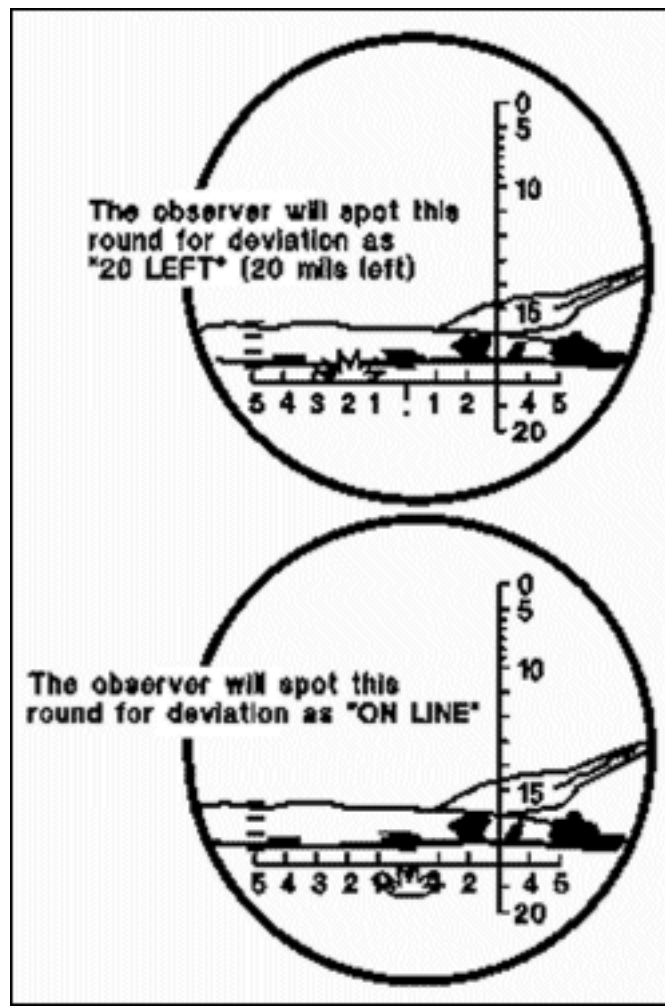 0
5
10
The observer will spot this
round for deviation as
"20 LEFT" (20 mils left)
15
5 4 3 2 1 1 2 4 5
20
0
5
10
The observer will spot this
round for deviation as "ON LINE"
15
5 4 3 2 2 4 5
20